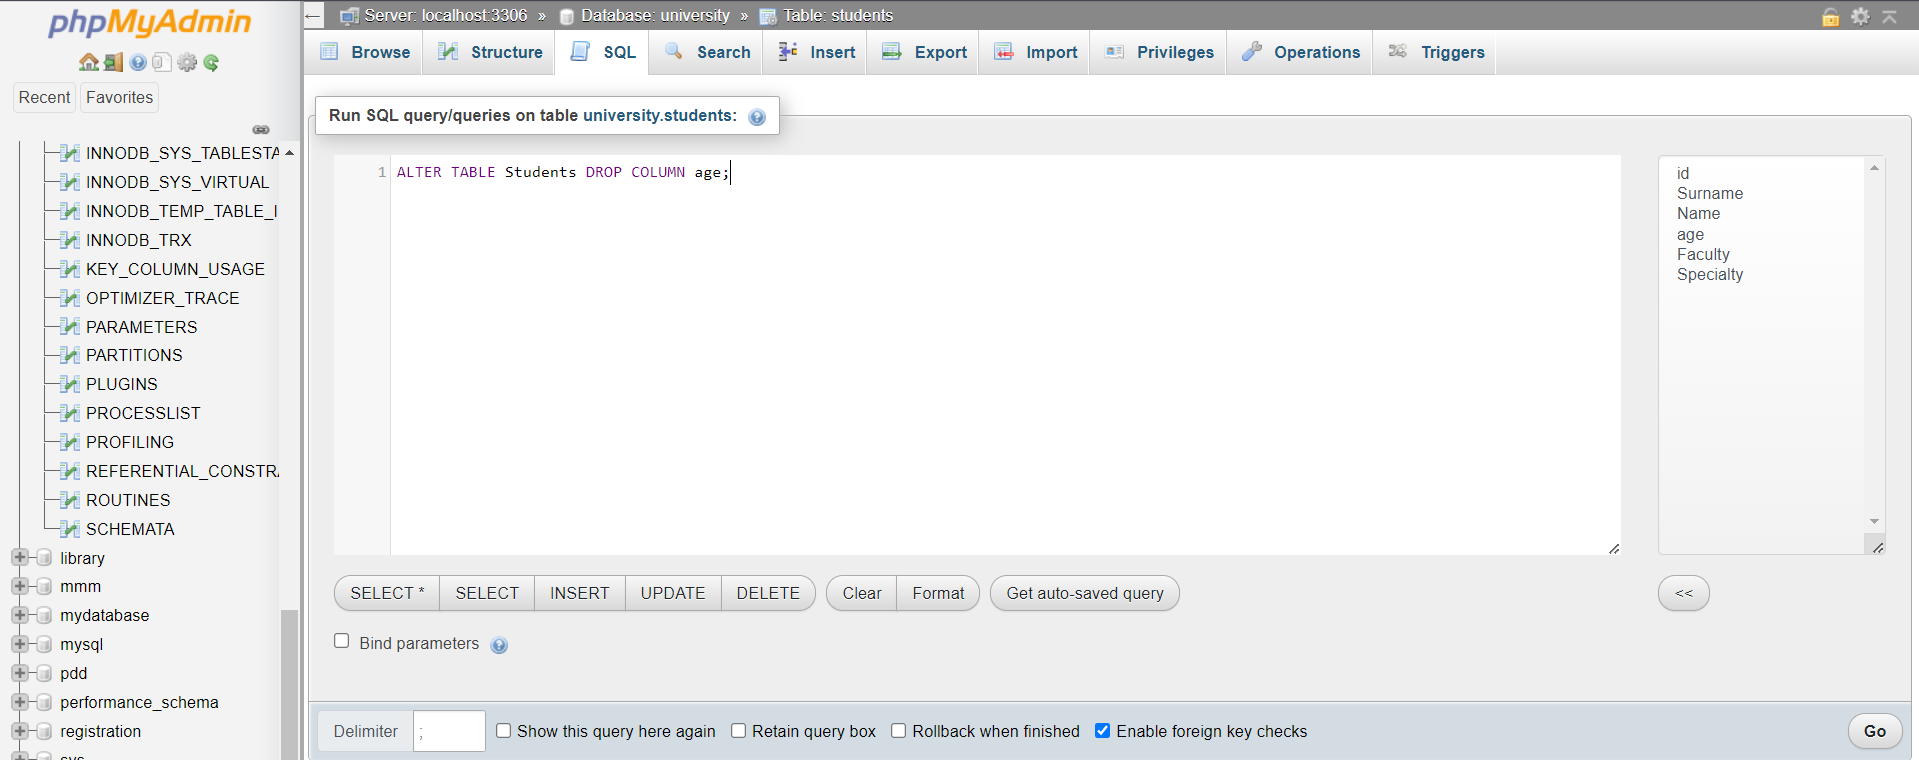 phpMyAdmin
Recent Favorites
INNODB_SYS_TABLESTA
INNODB_SYS_VIRTUAL
INNODB_TEMP_TABLE_I
INNODB_TRX
KEY_COLUMN_USAGE
OPTIMIZER_TRACE
PARAMETERS
PARTITIONS
PLUGINS
PROCESSLIST
PROFILING
REFERENTIAL_CONSTRA
ROUTINES
SCHEMATA
library
mmm
mydatabase
mysql
pdd
performance_schema
registration
sys
← Server: localhost:3306 » Database: university » Table: students
Browse Structure SQL Search Insert Export Import Privileges Operations Triggers
Run SQL query/queries on table university.students:
1 ALTER TABLE Students DROP COLUMN age;
id
Surname
Name
age
Faculty
Specialty
SELECT * SELECT INSERT UPDATE DELETE Clear Format Get auto-saved query <<
Bind parameters
Delimiter ; Show this query here again Retain query box Rollback when finished Enable foreign key checks Go